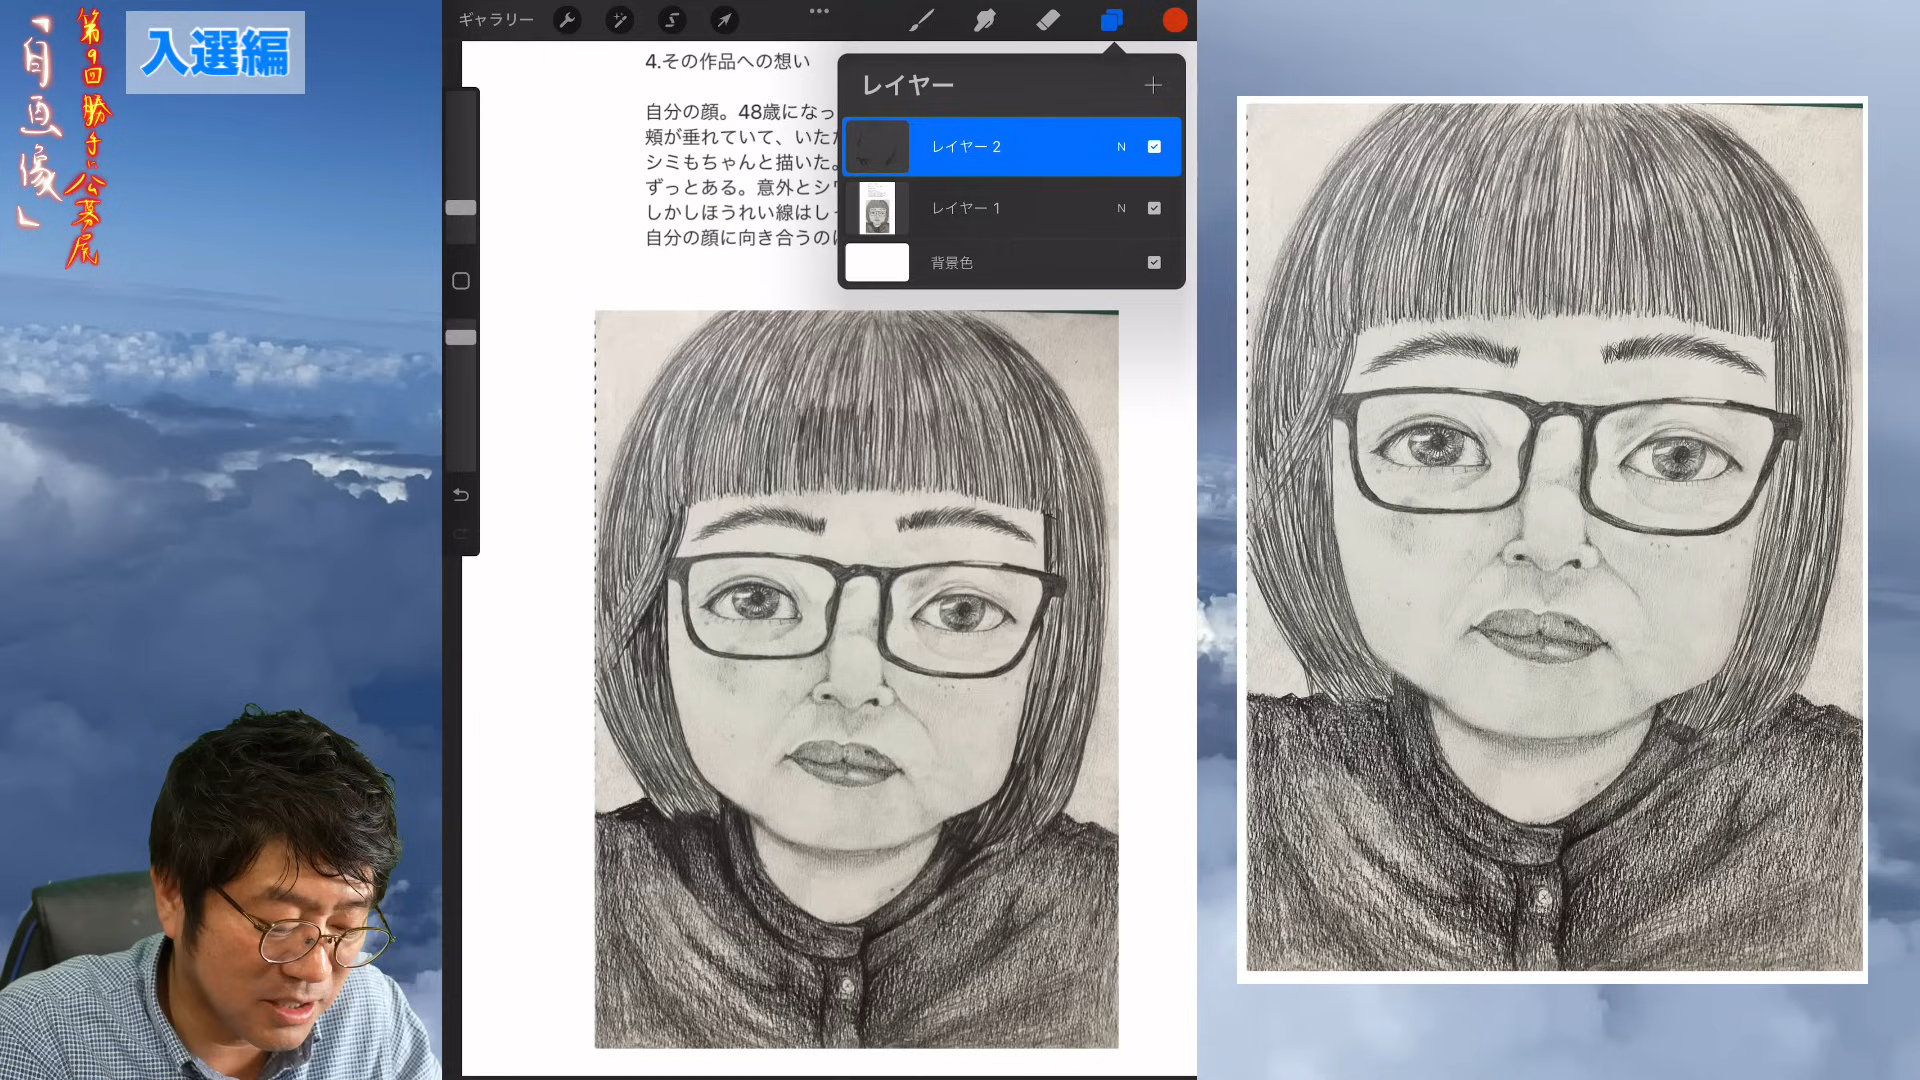 第9回 勝手に公募展
「自画像」
入選編
ギャラリー
4.その作品への想い
自分の顔。48歳になっ
頬が垂れていて、いただ
シミもちゃんと描いた。
ずっとある。意外とシワ
しかしほうれい線はし
自分の顔に向き合うの
レイヤー
レイヤー 2
N
レイヤー 1
N
背景色